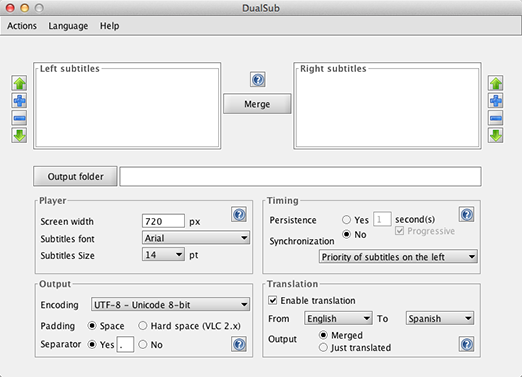 DualSub
Actions Language Help
Left subtitles
Right subtitles
Merge
Output folder
Player
Screen width 720 px
Subtitles font Arial
Subtitles Size 14 pt
Timing
Persistence Yes 1 second(s)
No Progressive
Synchronization
Priority of subtitles on the left
Output
Encoding UTF-8 - Unicode 8-bit
Padding Space Hard space (VLC 2.x)
Separator Yes . No
Translation
Enable translation
From English To Spanish
Output Merged
Just translated